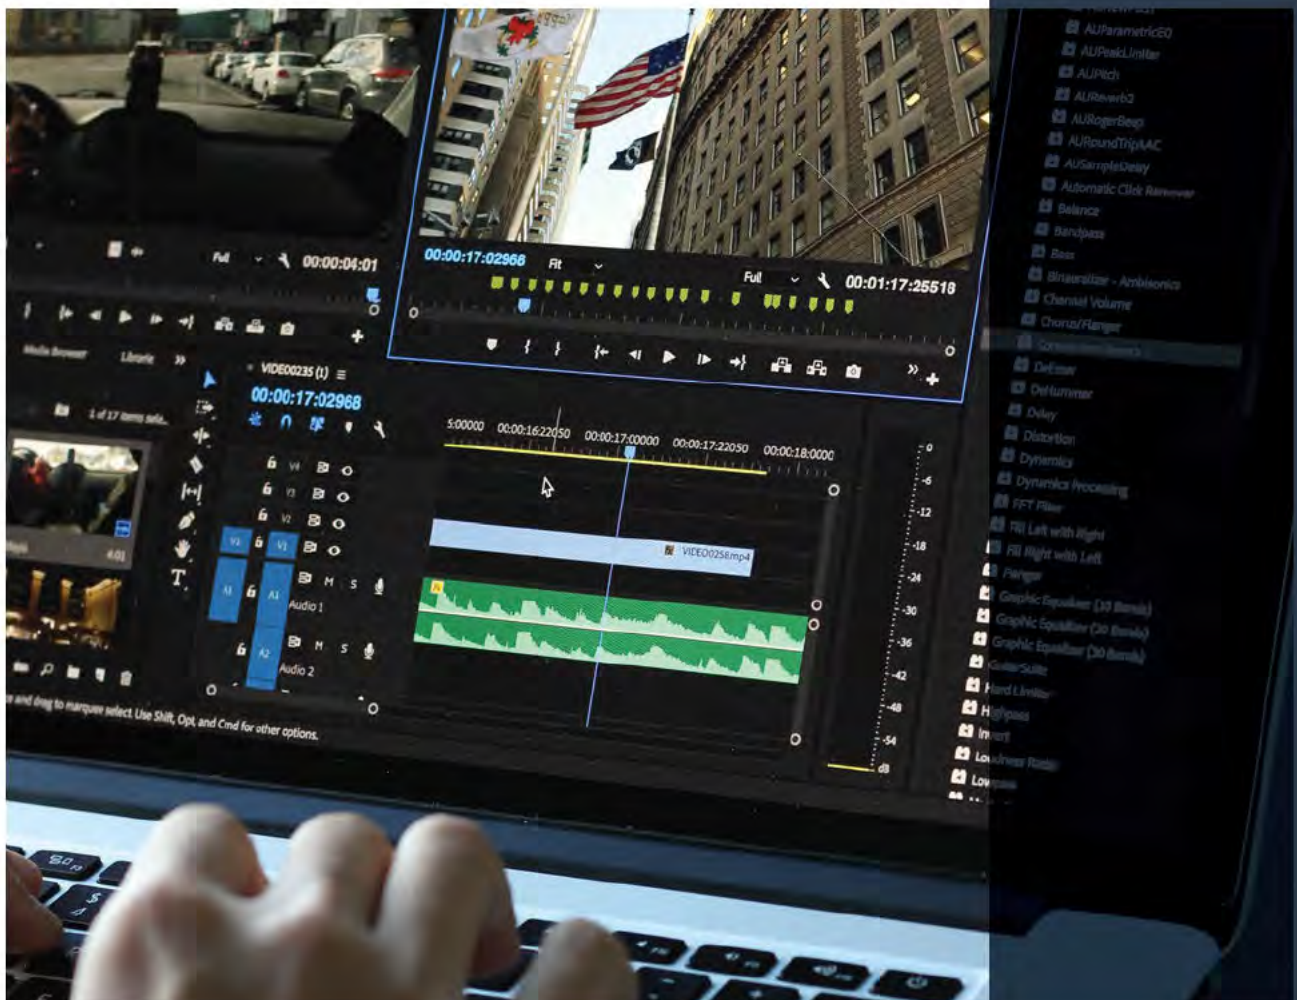 Full
00:00:04:01
00:00:17:02968
Fit
Full
00:01:17:25518
Media Browser
VIDEO0235 (1)
00:00:17:02968
1 of 17 items
4:01
5:00000
00:00:16:22050
00:00:17:00000
00:00:17:22050
00:00:18:0000
V4
V3
V2
V1
V1
A1
A1
M
S
Audio 1
A2
M
S
Audio 2
T
VIDEO0258.mp4
and drag to marquee select Use Shift, Opt, and Cmd for other options.
0
-6
-12
-18
-24
-30
-36
-42
-48
-54
dB
AUParametricEQ
AUPeakLimiter
AUPitch
AUReverb2
AURogerBeep
AURoundTripAAC
AUSampleDelay
Automatic Click Remover
Balance
Bandpass
Bass
Binauralizer - Ambisonics
Channel Volume
Chorus/Flanger
DeEsser
DeHummer
Delay
Distortion
Dynamics
Dynamics Processing
FFT Filter
Fill Left with Right
Fill Right with Left
Flanger
Graphic Equalizer (10 Bands)
Graphic Equalizer (20 Bands)
Graphic Equalizer (30 Bands)
GuitarSuite
Hard Limiter
Highpass
Invert
Loudness Radar
Lowpass
$
4